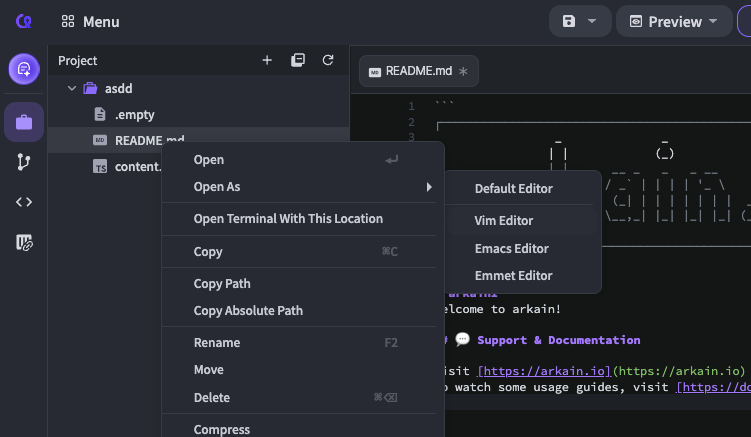 Menu
Preview
Project
README.md
asdd
.empty
README.md
content.
1 ```
2
3
Open
Open As
Open Terminal With This Location
Copy ⌘C
Copy Path
Copy Absolute Path
Rename F2
Move
Delete ⌘⌫
Compress
Default Editor
Vim Editor
Emacs Editor
Emmet Editor
elcome to arkain!
💬 Support & Documentation
isit [https://arkain.io](https://arkain.io)
o watch some usage guides, visit [https://do